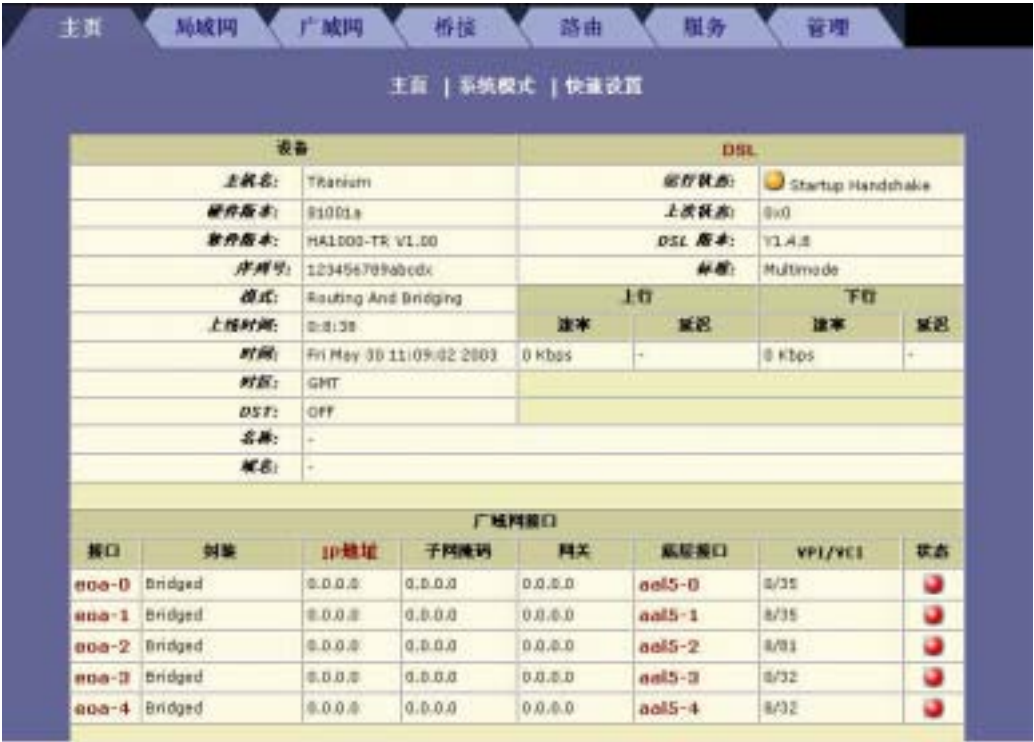 主页 局域网 广域网 桥接 路由 服务 管理
主页 | 系统模式 | 快速设置
设备 DSL
主机名: Titanium 运行状态: Startup Handshake
硬件版本: 81001a 上次状态: 0x0
软件版本: HA1000-TR V1.00 DSL 版本: Y1.4.8
序列号: 123456789abcdx 标准: Multimode
模式: Routing And Bridging 上行 下行
上线时间: 0:8:38 速率 延迟 速率 延迟
时间: Fri May 30 11:09:02 2003 0 Kbps - 0 Kbps -
时区: GMT
DST: OFF
名称: -
域名: -
广域网接口
接口 封装 IP地址 子网掩码 网关 底层接口 VPI/VCI 状态
eoa-0 Bridged 0.0.0.0 0.0.0.0 0.0.0.0 aal5-0 0/35
eoa-1 Bridged 0.0.0.0 0.0.0.0 0.0.0.0 aal5-1 8/35
eoa-2 Bridged 0.0.0.0 0.0.0.0 0.0.0.0 aal5-2 8/81
eoa-3 Bridged 0.0.0.0 0.0.0.0 0.0.0.0 aal5-3 8/32
eoa-4 Bridged 0.0.0.0 0.0.0.0 0.0.0.0 aal5-4 8/32